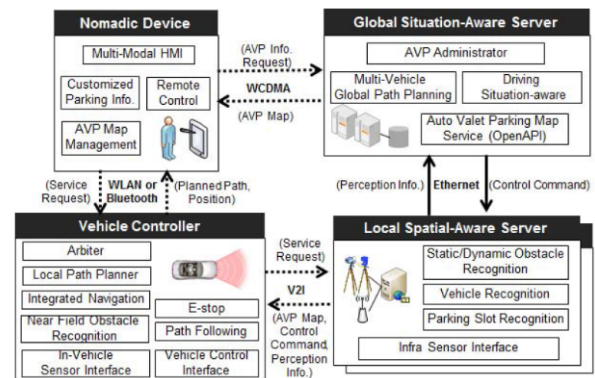 Nomadic Device
Multi-Modal HMI
Customized
Parking Info.
Remote
Control
AVP Map
Management
(AVP Info.
Request)
WCDMA
(AVP Map)
Global Situation-Aware Server
AVP Administrator
Multi-Vehicle
Global Path Planning
Driving
Situation-aware
Auto Valet Parking Map
Service (OpenAPI)
(Service
Request)
WLAN or
Bluetooth
(Planned Path,
Position)
(Perception Info.)
Ethernet
(Control Command)
Vehicle Controller
Arbiter
Local Path Planner
Integrated Navigation
Near Field Obstacle
Recognition
In-Vehicle
Sensor Interface
E-stop
Path Following
Vehicle Control
Interface
(Service
Request)
V2I
(AVP Map,
Control
Command,
Perception
Info.)
Local Spatial-Aware Server
Static/Dynamic Obstacle
Recognition
Vehicle Recognition
Parking Slot Recognition
Infra Sensor Interface